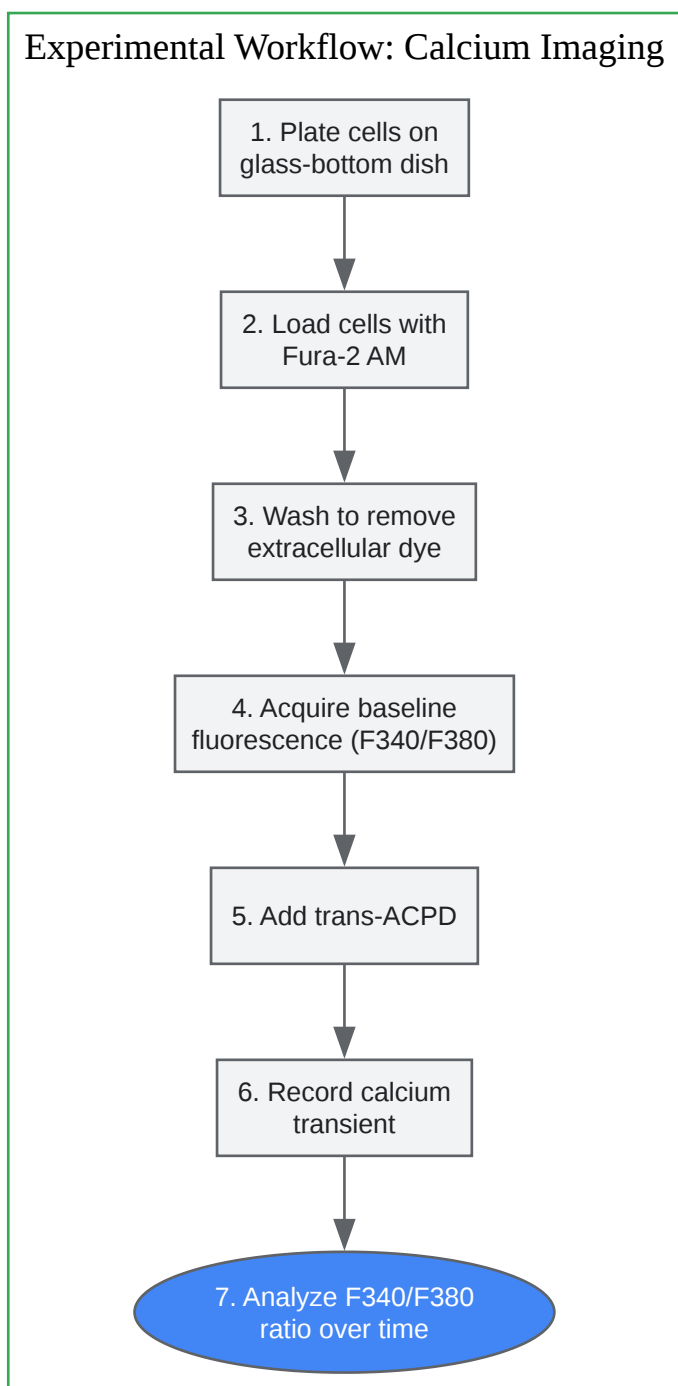 Experimental Workflow: Calcium Imaging
1. Plate cells on
glass-bottom dish
2. Load cells with
Fura-2 AM
3. Wash to remove
extracellular dye
4. Acquire baseline
fluorescence (F340/F380)
5. Add trans-ACPD
6. Record calcium
transient
7. Analyze F340/F380
ratio over time